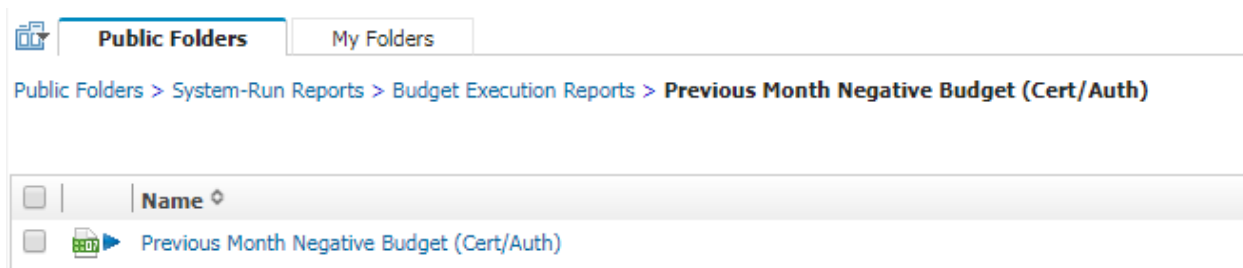 Public Folders My Folders
Public Folders > System-Run Reports > Budget Execution Reports > Previous Month Negative Budget (Cert/Auth)
Name
Previous Month Negative Budget (Cert/Auth)